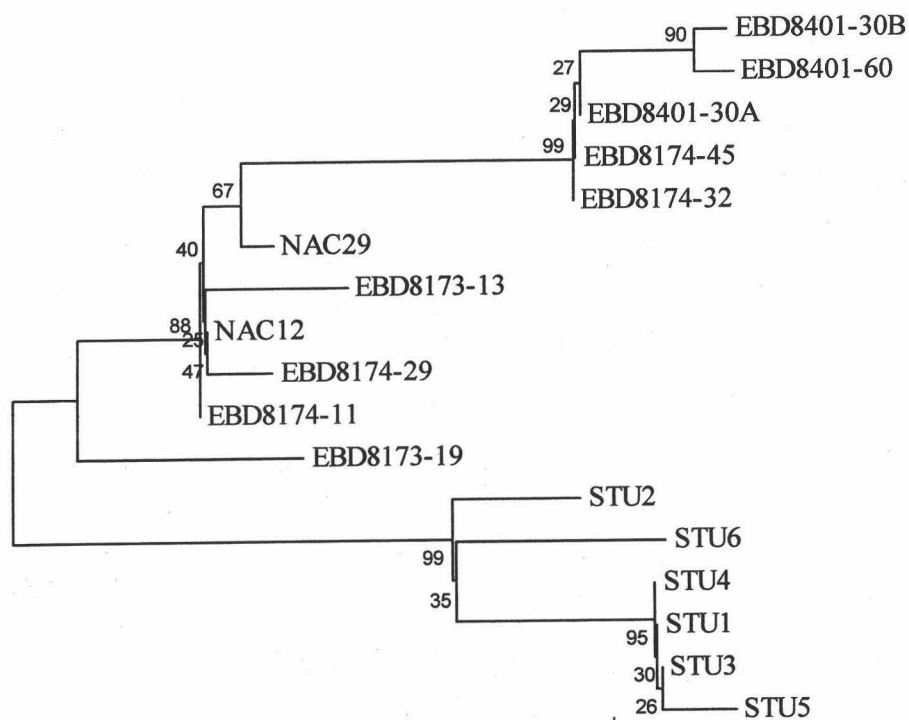 EBD8401-30B
90
EBD8401-60
27
29
EBD8401-30A
99
EBD8174-45
EBD8174-32
67
NAC29
40
EBD8173-13
88
25
NAC12
47
EBD8174-29
EBD8174-11
EBD8173-19
STU2
99
STU6
35
STU4
95
STU1
30
STU3
26
STU5